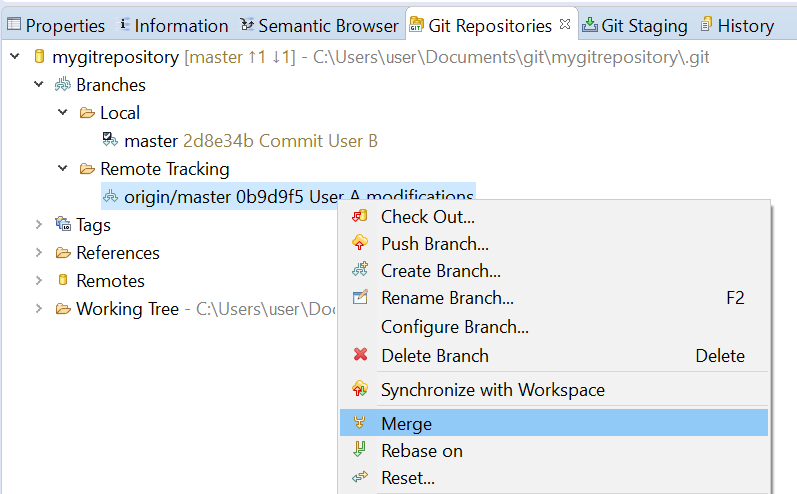 Properties Information Semantic Browser Git Repositories Git Staging History
mygitrepository [master ↑1 ↓1] - C:\Users\user\Documents\git\mygitrepository\.git
Branches
Local
master 2d8e34b Commit User B
Remote Tracking
origin/master 0b9d9f5 User A modifications
Tags
References
Remotes
Working Tree - C:\Users\user\Doc
Check Out...
Push Branch...
Create Branch...
Rename Branch... F2
Configure Branch...
Delete Branch Delete
Synchronize with Workspace
Merge
Rebase on
Reset...